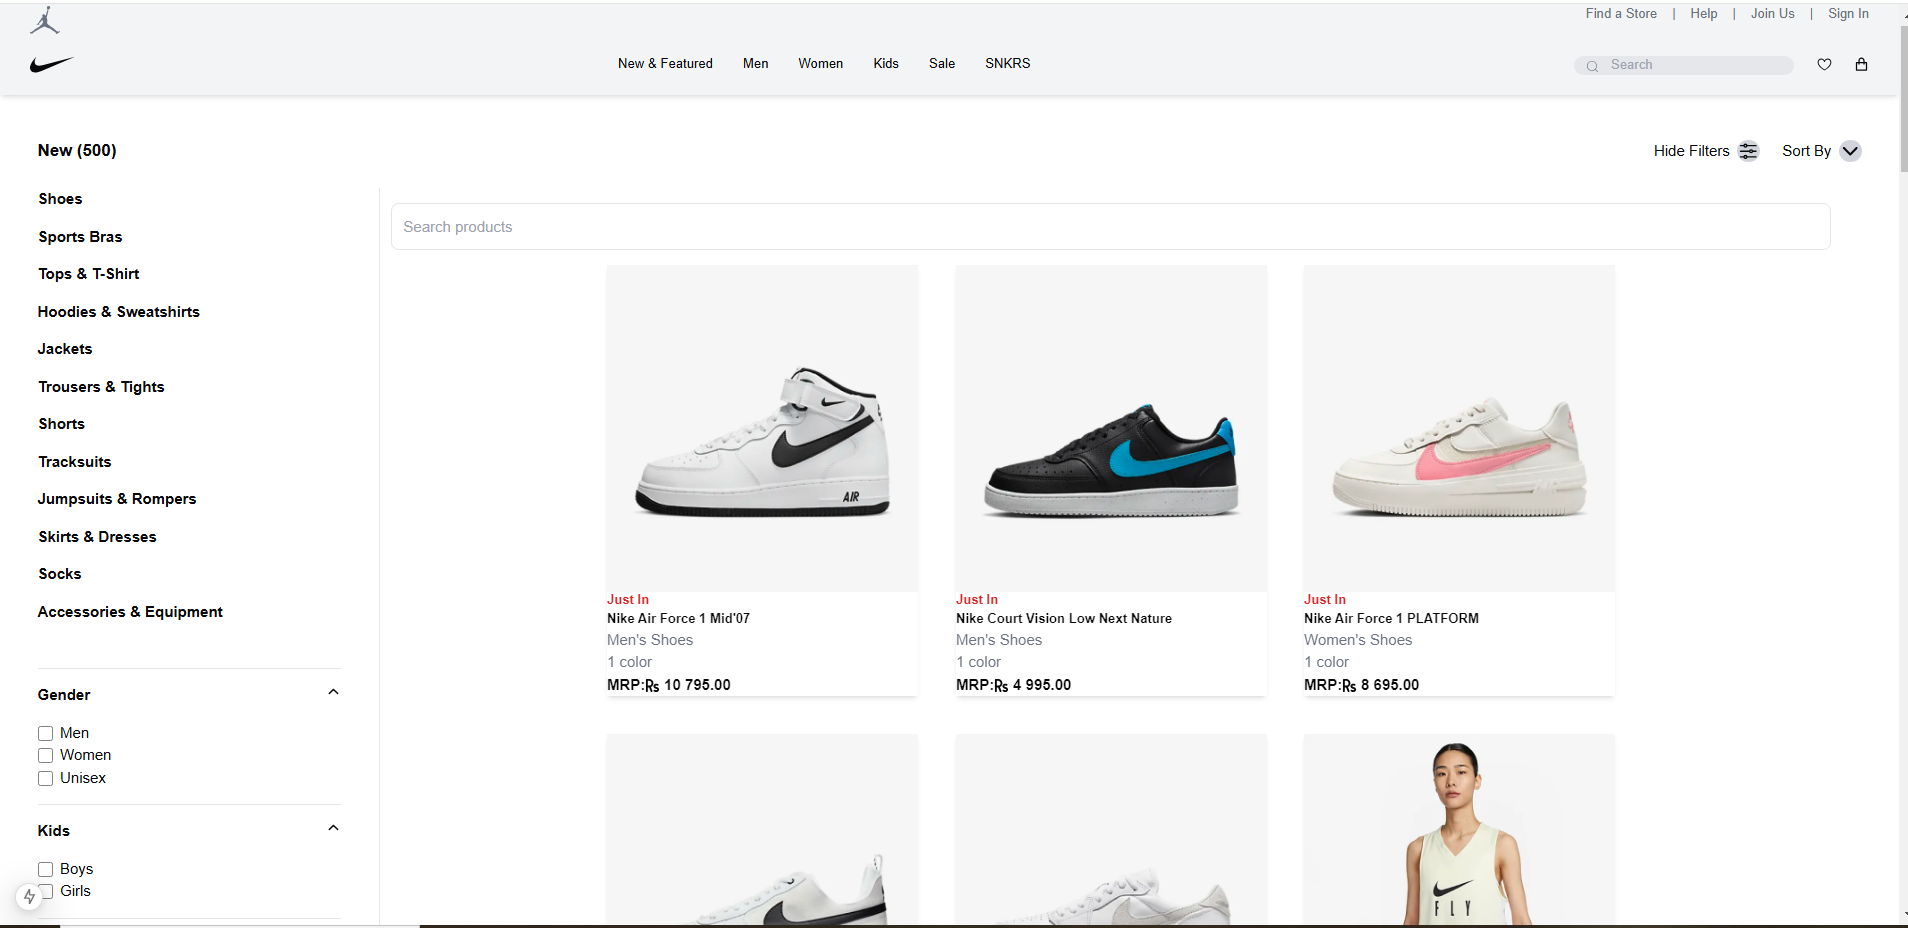 Find a Store | Help | Join Us | Sign In
New & Featured Men Women Kids Sale SNKRS
Search
New (500)
Hide Filters
Sort By
Shoes
Sports Bras
Tops & T-Shirt
Hoodies & Sweatshirts
Jackets
Trousers & Tights
Shorts
Tracksuits
Jumpsuits & Rompers
Skirts & Dresses
Socks
Accessories & Equipment
Gender
Men
Women
Unisex
Kids
Boys
Girls
Search products
AIR
Just In
Nike Air Force 1 Mid'07
Men's Shoes
1 color
MRP:₨ 10 795.00
Just In
Nike Court Vision Low Next Nature
Men's Shoes
1 color
MRP:₨ 4 995.00
Just In
Nike Air Force 1 PLATFORM
Women's Shoes
1 color
MRP:₨ 8 695.00
FLY